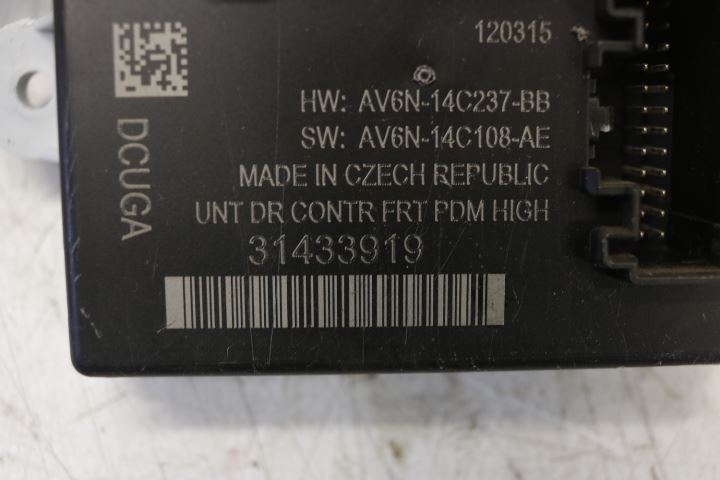 120315
HW: AV6N-14C237-BB
SW: AV6N-14C108-AE
MADE IN CZECH REPUBLIC
UNT DR CONTR FRT PDM HIGH
31433919
DCUGA